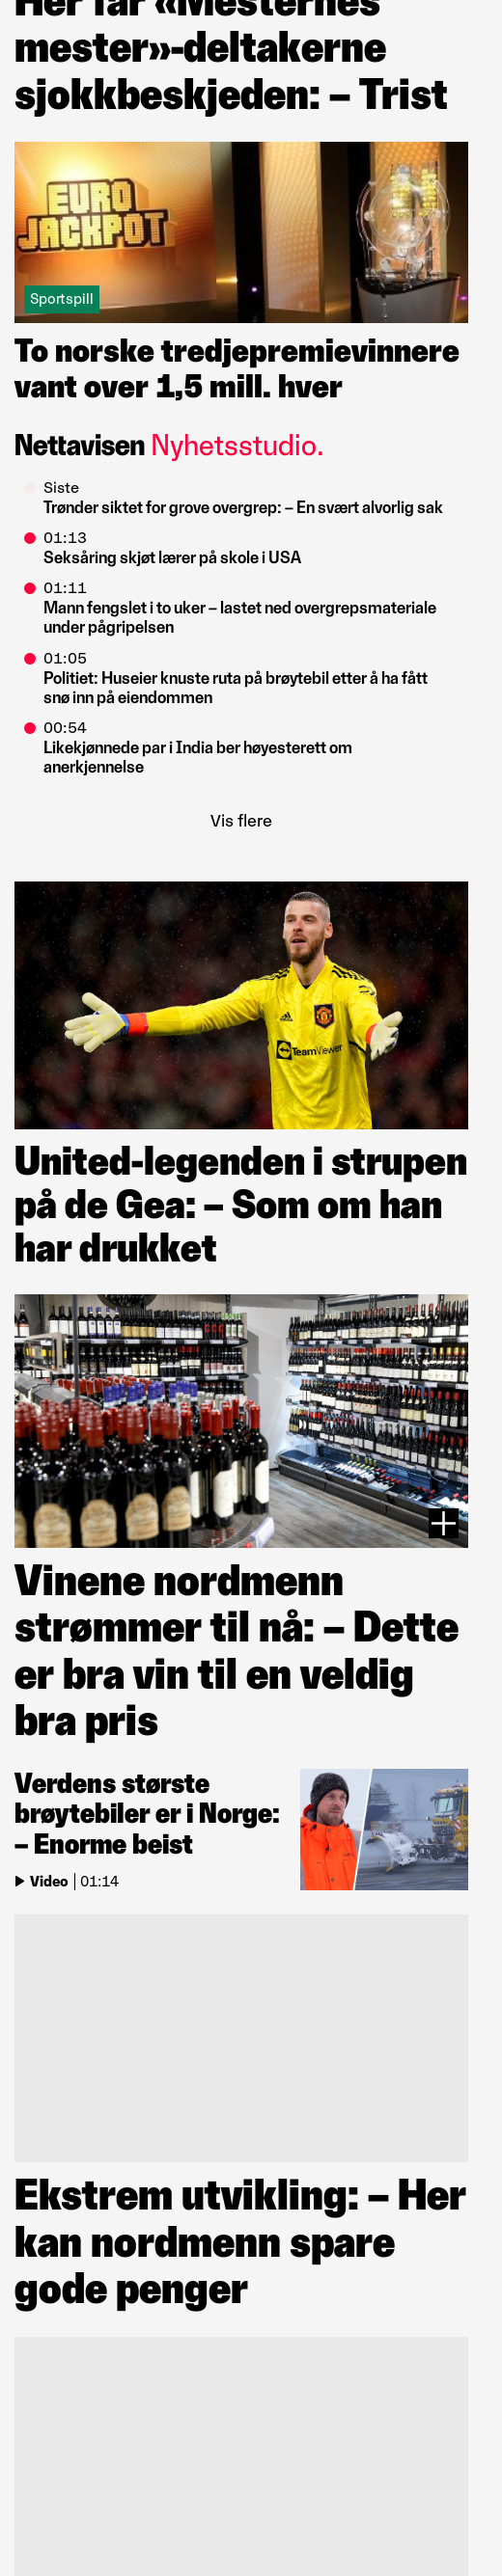 Her får «Mesternes
mester»-deltakerne
sjokkbeskjeden: – Trist
EURO
JACKPOT
Sportspill
To norske tredjepremievinnere
vant over 1,5 mill. hver
Nettavisen Nyhetsstudio.
Siste
Trønder siktet for grove overgrep: – En svært alvorlig sak
01:13
Seksåring skjøt lærer på skole i USA
01:11
Mann fengslet i to uker – lastet ned overgrepsmateriale
under pågripelsen
01:05
Politiet: Huseier knuste ruta på brøytebil etter å ha fått
snø inn på eiendommen
00:54
Likekjønnede par i India ber høyesterett om
anerkjennelse
Vis flere
TeamViewer
United-legenden i strupen
på de Gea: – Som om han
har drukket
Vinene nordmenn
strømmer til nå: – Dette
er bra vin til en veldig
bra pris
Verdens største
brøytebiler er i Norge:
– Enorme beist
Video | 01:14
Ekstrem utvikling: – Her
kan nordmenn spare
gode penger